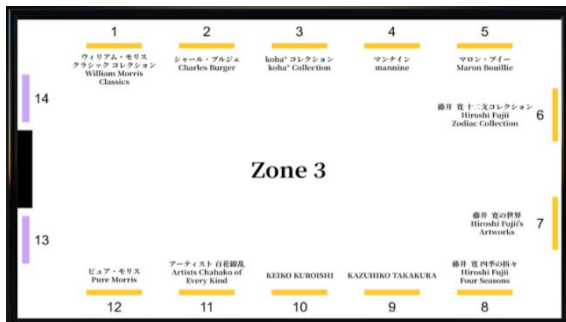 1
2
3
4
5
ウィリアム・モリス
クラシック コレクション
William Morris
Classics
シャール・ブルジェ
Charles Burger
koha* コレクション
koha* Collection
マンナイン
mannine
マロン・ブイー
Maron Bouillie
14
藤井 寛 十二支コレクション
Hiroshi Fujii
Zodiac Collection
6
Zone 3
藤井 寛の世界
Hiroshi Fujii's
Artworks
7
13
ピュア・モリス
Pure Morris
アーティスト 百花繚乱
Artists Chabako of
Every Kind
KEIKO KUROISHI
KAZUHIKO TAKAKURA
藤井 寛 四季の折々
Hiroshi Fujii
Four Seasons
12
11
10
9
8